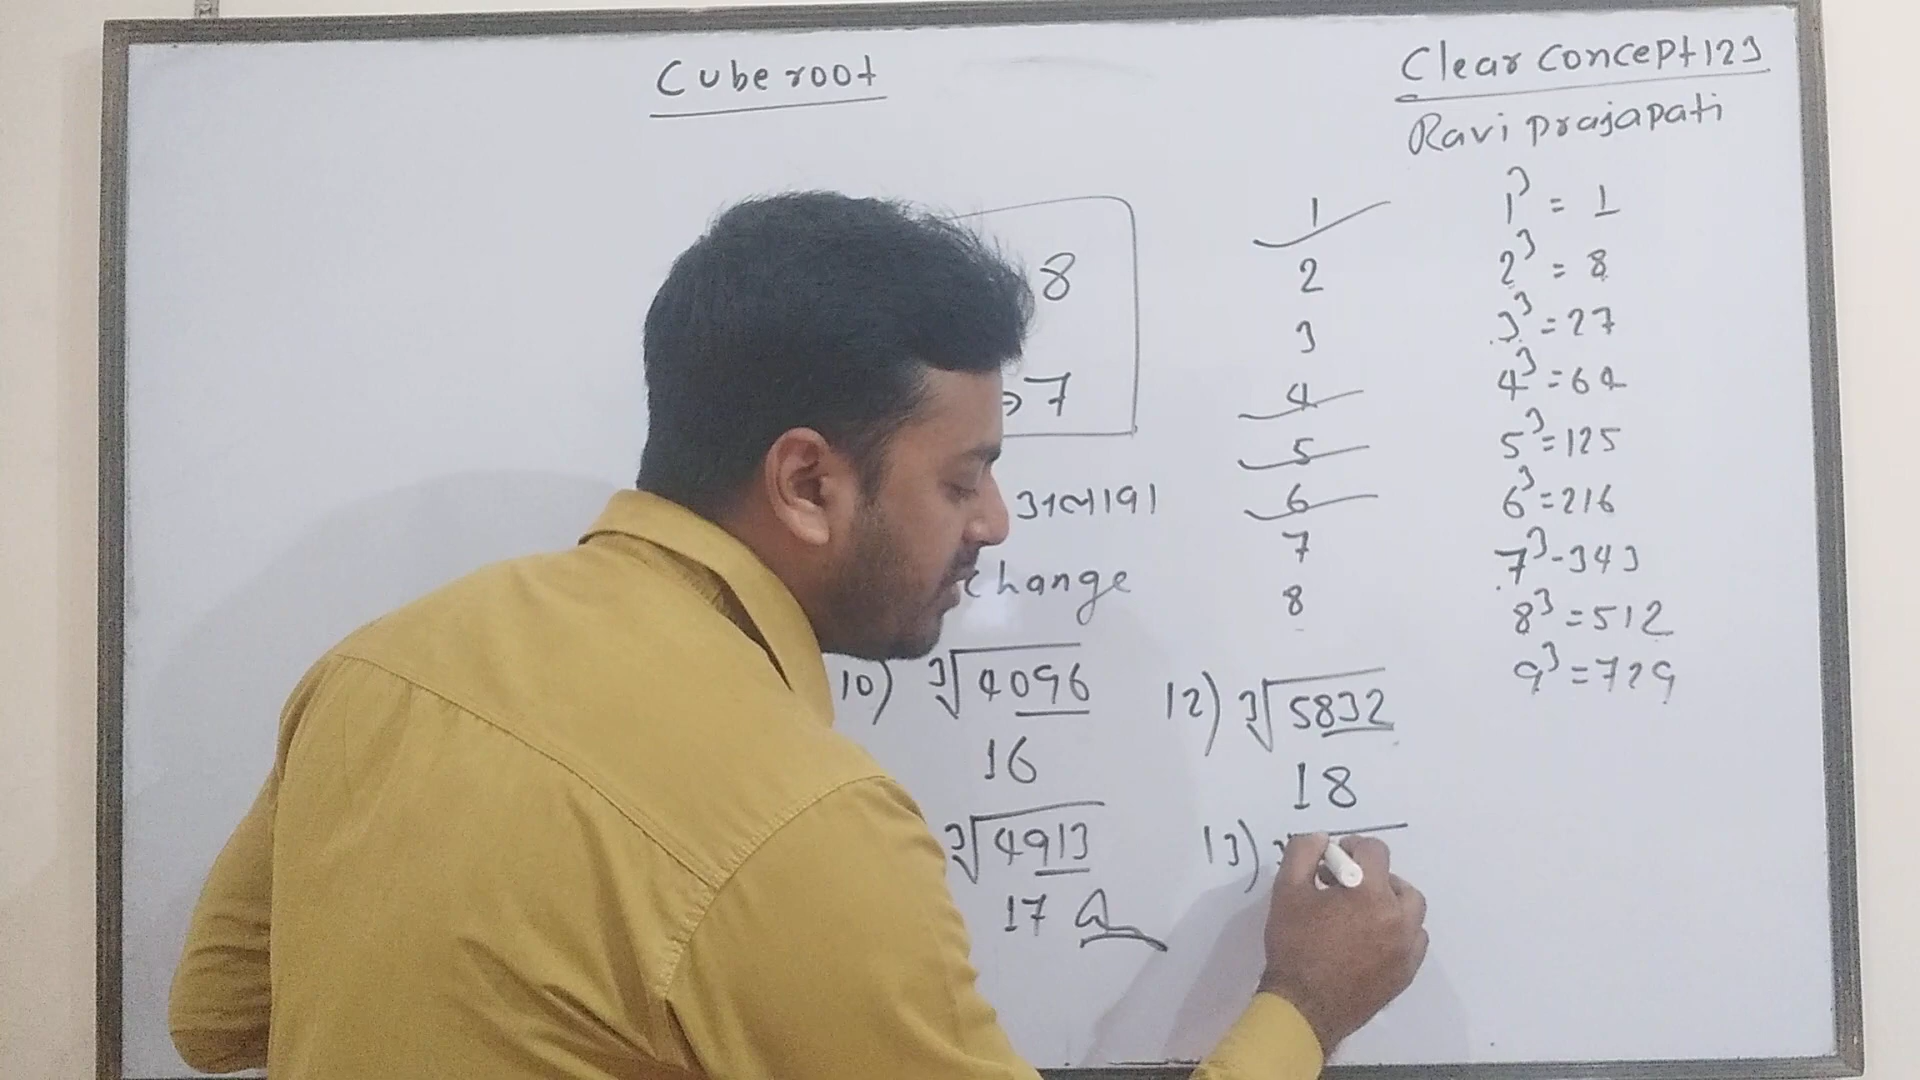 Cube root
Clear concept123
Ravi prajapati
8
→7
अलावा
change
1
2
3
4
5
6
7
8
1³ = 1
2³ = 8
3³ = 27
4³ = 64
5³ = 125
6³ = 216
7³ - 343
8³ = 512
9³ = 729
10) ∛4096
16
∛4913
17
12) ∛5832
18
13)